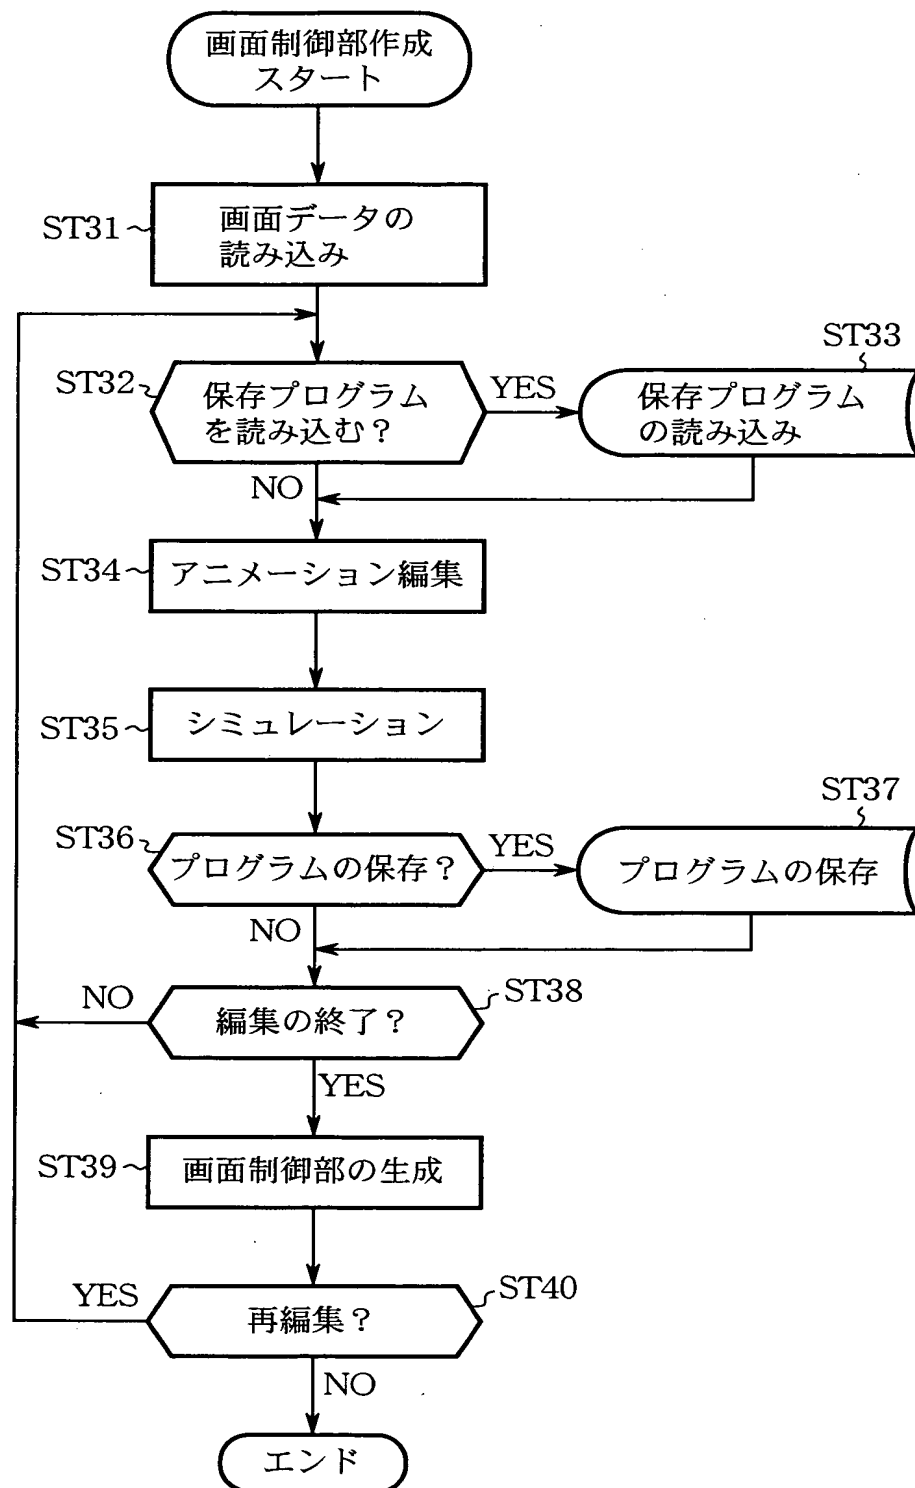 画面制御部作成
スタート
ST31
画面データの
読み込み
ST32
保存プログラム
を読み込む？
YES
ST33
保存プログラム
の読み込み
NO
ST34
アニメーション編集
ST35
シミュレーション
ST36
プログラムの保存？
YES
ST37
プログラムの保存
NO
ST38
編集の終了？
NO
YES
ST39
画面制御部の生成
ST40
再編集？
YES
NO
エンド